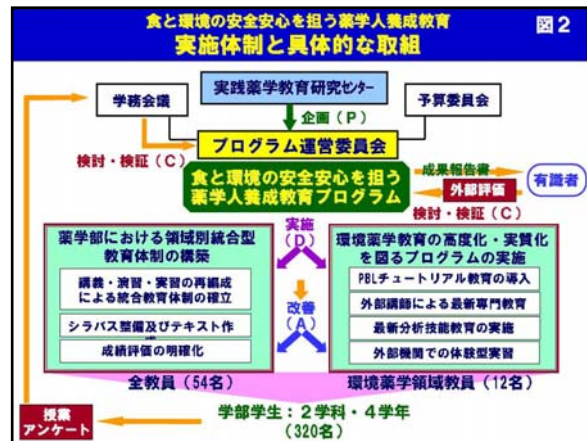 食と環境の安全安心を担う薬学人養成教育
実施体制と具体的な取組
図2
学務会議
実践薬学教育研究センター
予算委員会
企画(P)
プログラム運営委員会
検討・検証(C)
食と環境の安全安心を担う
薬学人養成教育プログラム
成果報告書
外部評価
有識者
検討・検証(C)
薬学部における領域別統合型
教育体制の構築
講義・演習・実習の再編成
による統合教育体制の確立
シラバス整備及びテキスト作
成績評価の明確化
全教員(54名)
実施
(D)
改善
(A)
環境薬学教育の高度化・実質化
を図るプログラムの実施
PBLチュートリアル教育の導入
外部講師による最新専門教育
最新分析技能教育の実施
外部機関での体験型実習
環境薬学領域教員(12名)
授業
アンケート
学部学生:2学科・4学年
(320名)